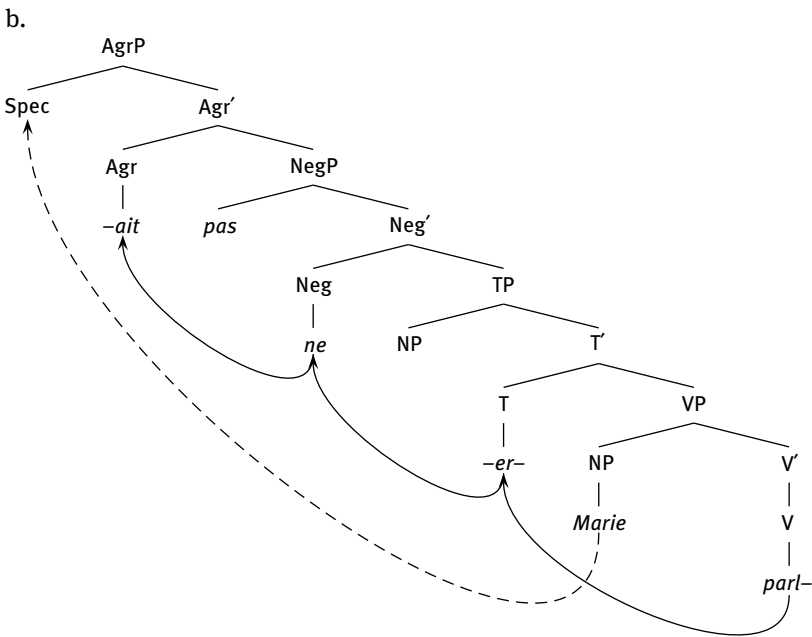 b.
AgrP
Spec Agr′
Agr NegP
–ait pas Neg′
Neg TP
ne NP T′
T VP
–er– NP V′
Marie V
parl–